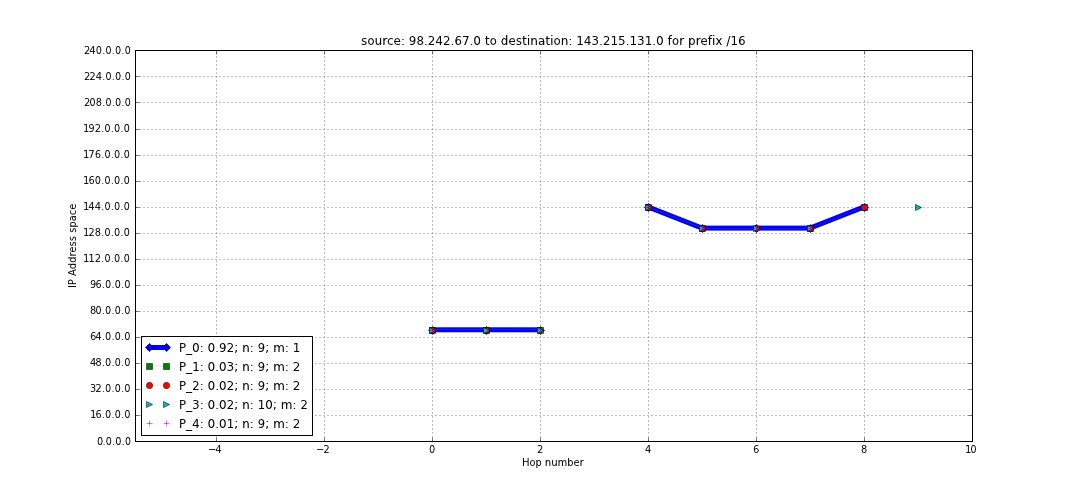 source: 98.242.67.0 to destination: 143.215.131.0 for prefix /16
240.0.0.0
224.0.0.0
208.0.0.0
192.0.0.0
176.0.0.0
160.0.0.0
144.0.0.0
128.0.0.0
112.0.0.0
96.0.0.0
80.0.0.0
64.0.0.0
48.0.0.0
32.0.0.0
16.0.0.0
0.0.0.0
IP Address space
P_0: 0.92; n: 9; m: 1
P_1: 0.03; n: 9; m: 2
P_2: 0.02; n: 9; m: 2
P_3: 0.02; n: 10; m: 2
P_4: 0.01; n: 9; m: 2
−4 −2 0 2 4 6 8 10
Hop number